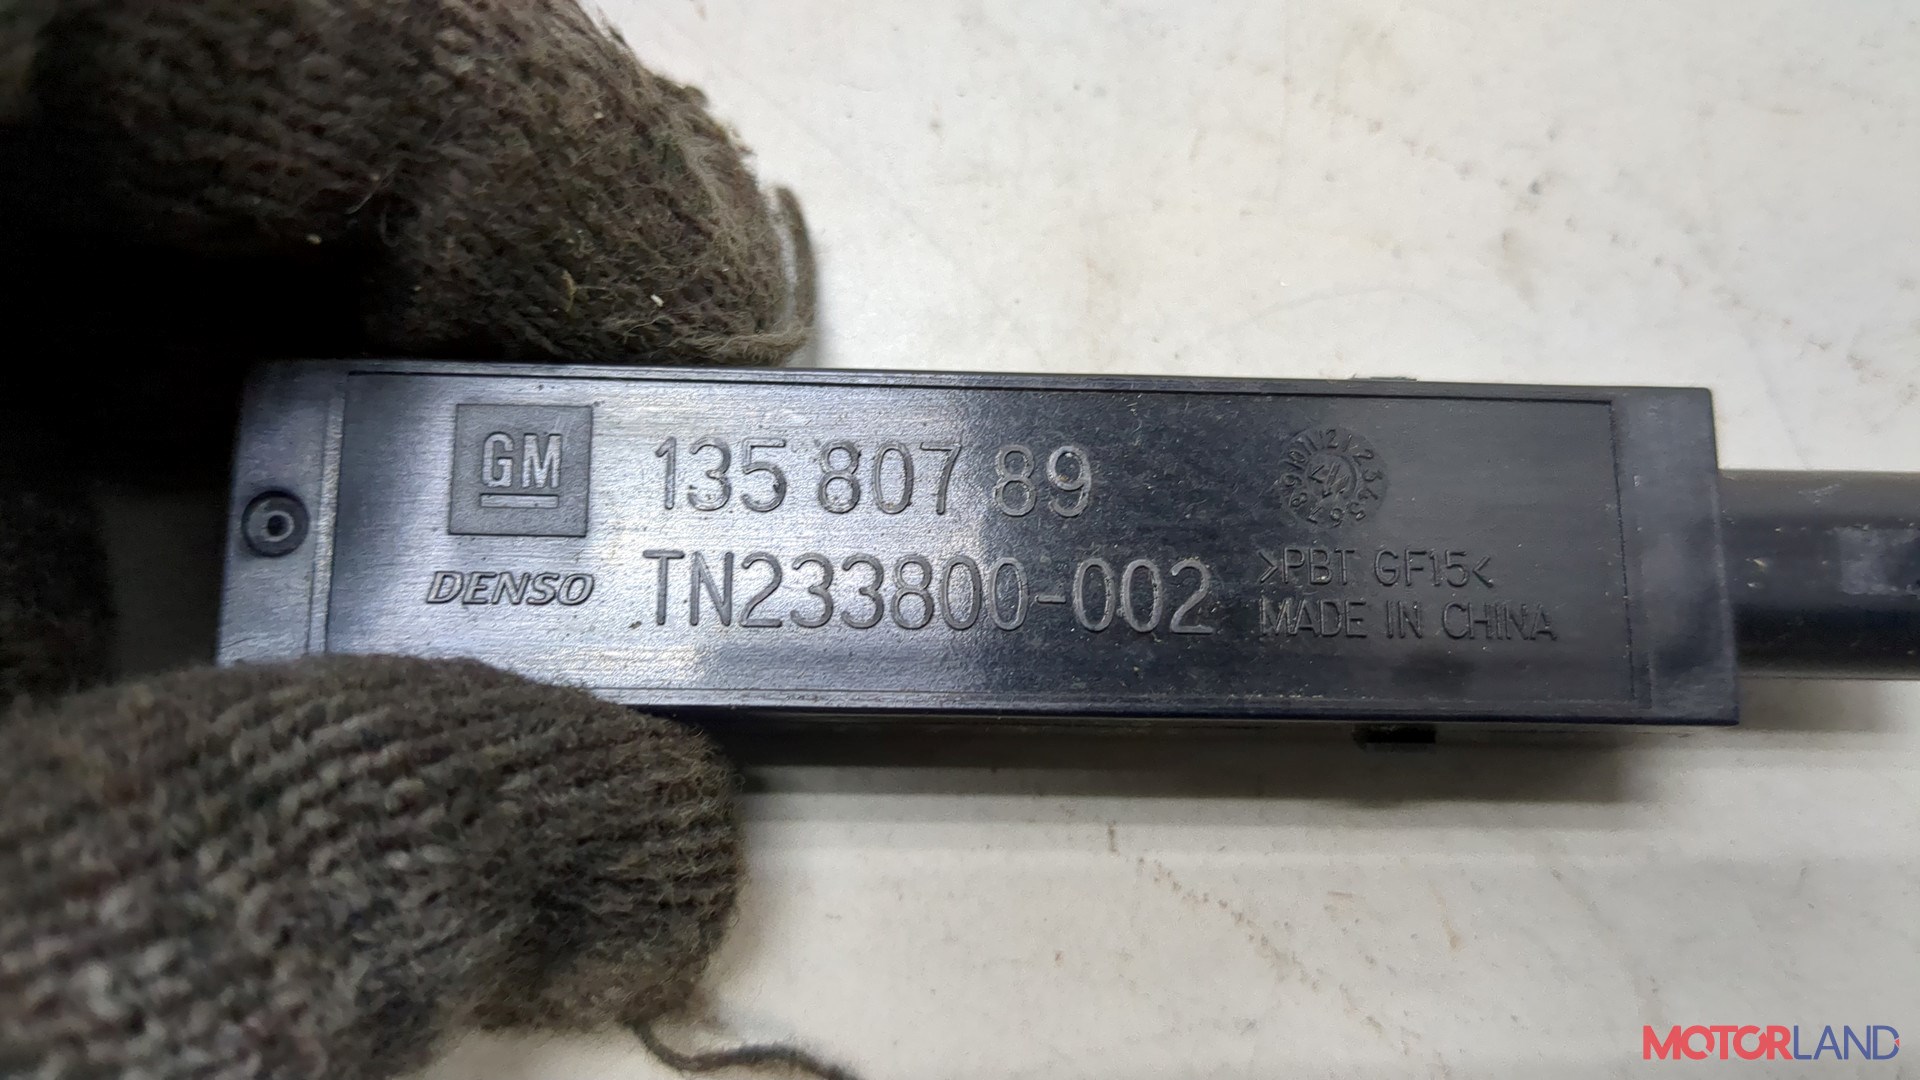 GM
135 807 89
DENSO
TN233800-002
>PBT GF15<
MADE IN CHINA
MOTORLAND